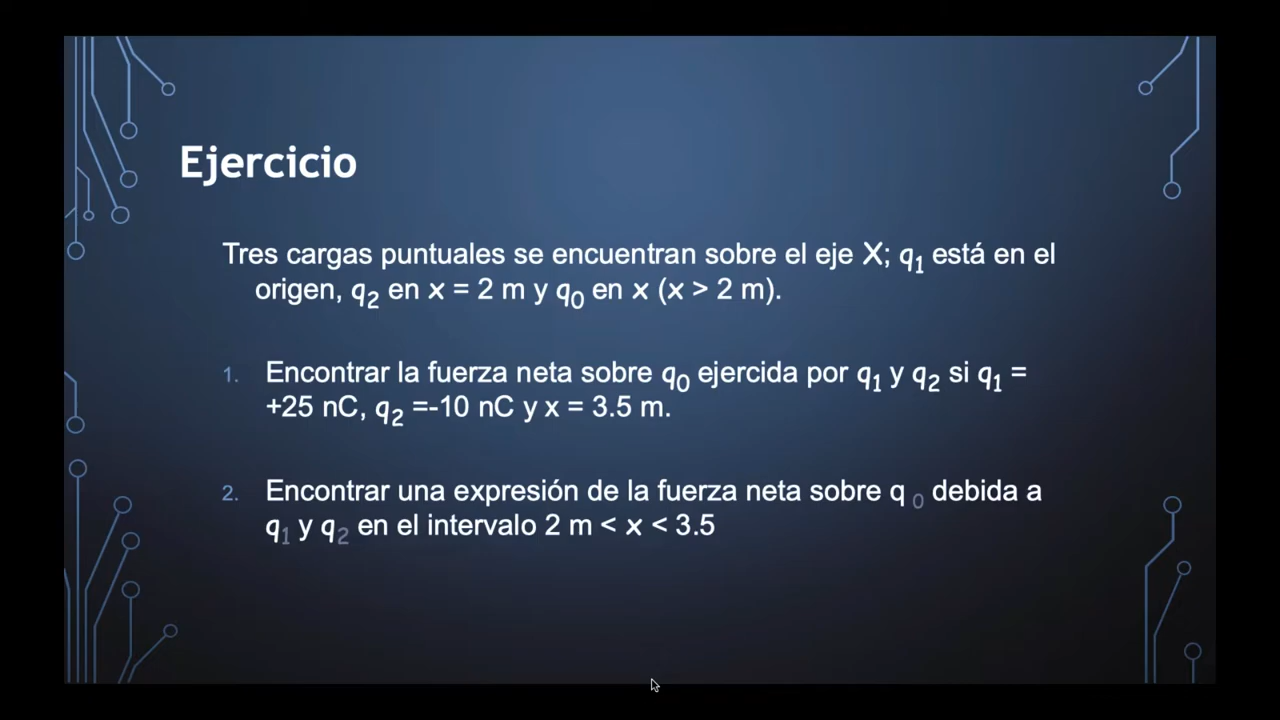 Ejercicio
Tres cargas puntuales se encuentran sobre el eje X; q₁ está en el
origen, q₂ en x = 2 m y q₀ en x (x > 2 m).
1. Encontrar la fuerza neta sobre q₀ ejercida por q₁ y q₂ si q₁ =
+25 nC, q₂ =-10 nC y x = 3.5 m.
2. Encontrar una expresión de la fuerza neta sobre q ₀ debida a
q₁ y q₂ en el intervalo 2 m < x < 3.5